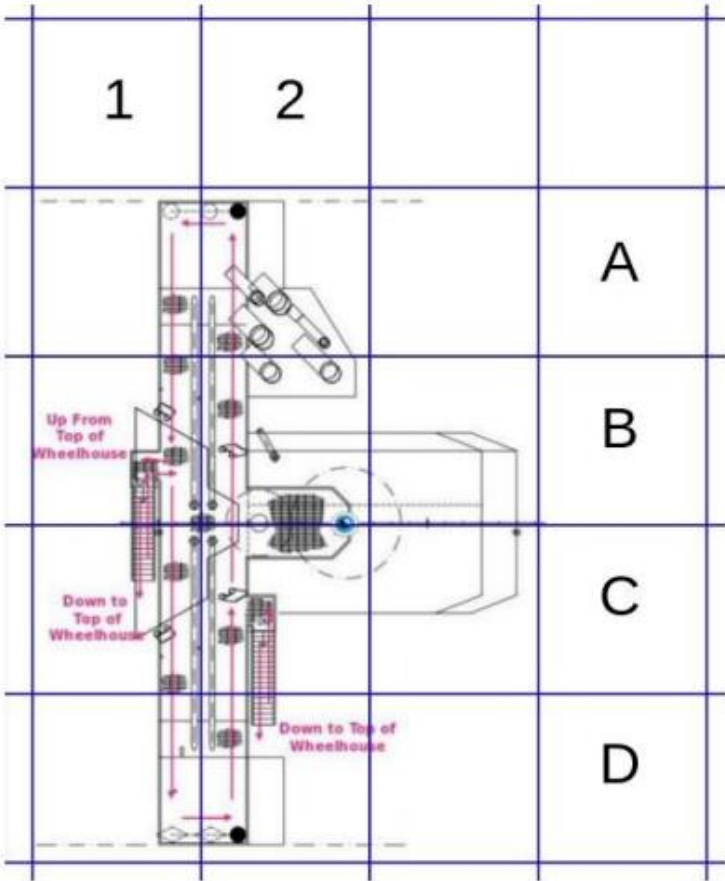 1
2
A
Up From
Top of
Wheelhouse
B
Down to
Top of
Wheelhouse
C
Down to Top of
Wheelhouse
D